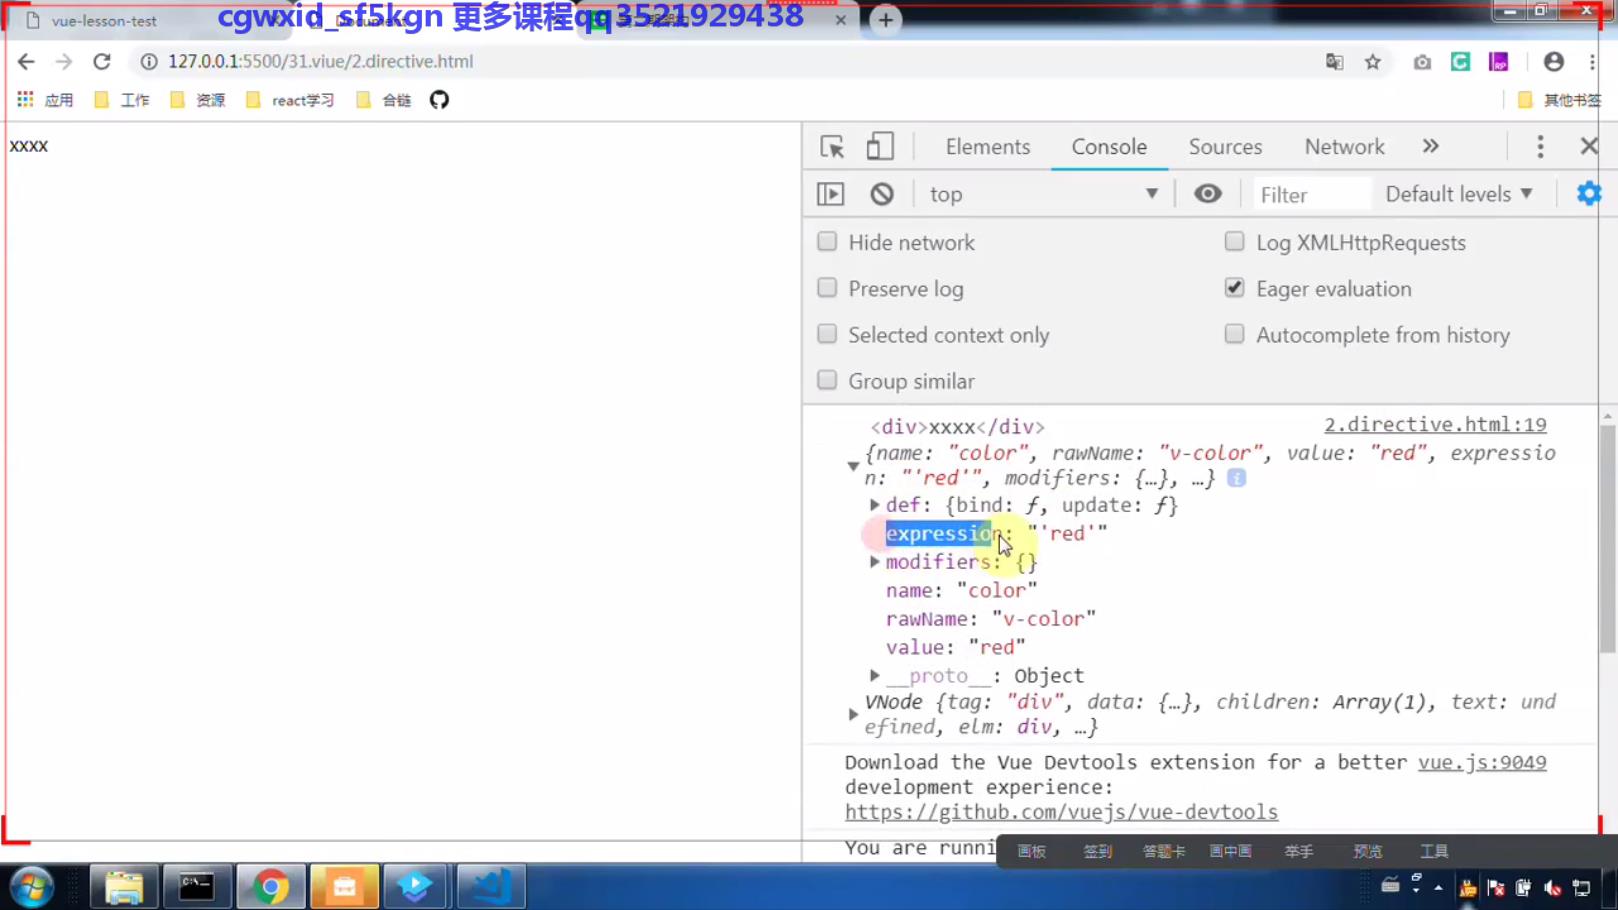 vue-lesson-test
Document
cgwxid_sf5kgn 更多课程qq3521929438
127.0.0.1:5500/31.viue/2.directive.html
应用 工作 资源 react学习 合链 其他书签
xxxx
Elements Console Sources Network
top Filter Default levels
Hide network Log XMLHttpRequests
Preserve log Eager evaluation
Selected context only Autocomplete from history
Group similar
<div>xxxx</div> 2.directive.html:19
{name: "color", rawName: "v-color", value: "red", expressio
n: "'red'", modifiers: {…}, …}
def: {bind: ƒ, update: ƒ}
expression: "'red'"
modifiers: {}
name: "color"
rawName: "v-color"
value: "red"
__proto__: Object
VNode {tag: "div", data: {…}, children: Array(1), text: und
efined, elm: div, …}
Download the Vue Devtools extension for a better vue.js:9049
development experience:
https://github.com/vuejs/vue-devtools
You are runni
画板 签到 答题卡 画中画 举手 预览 工具